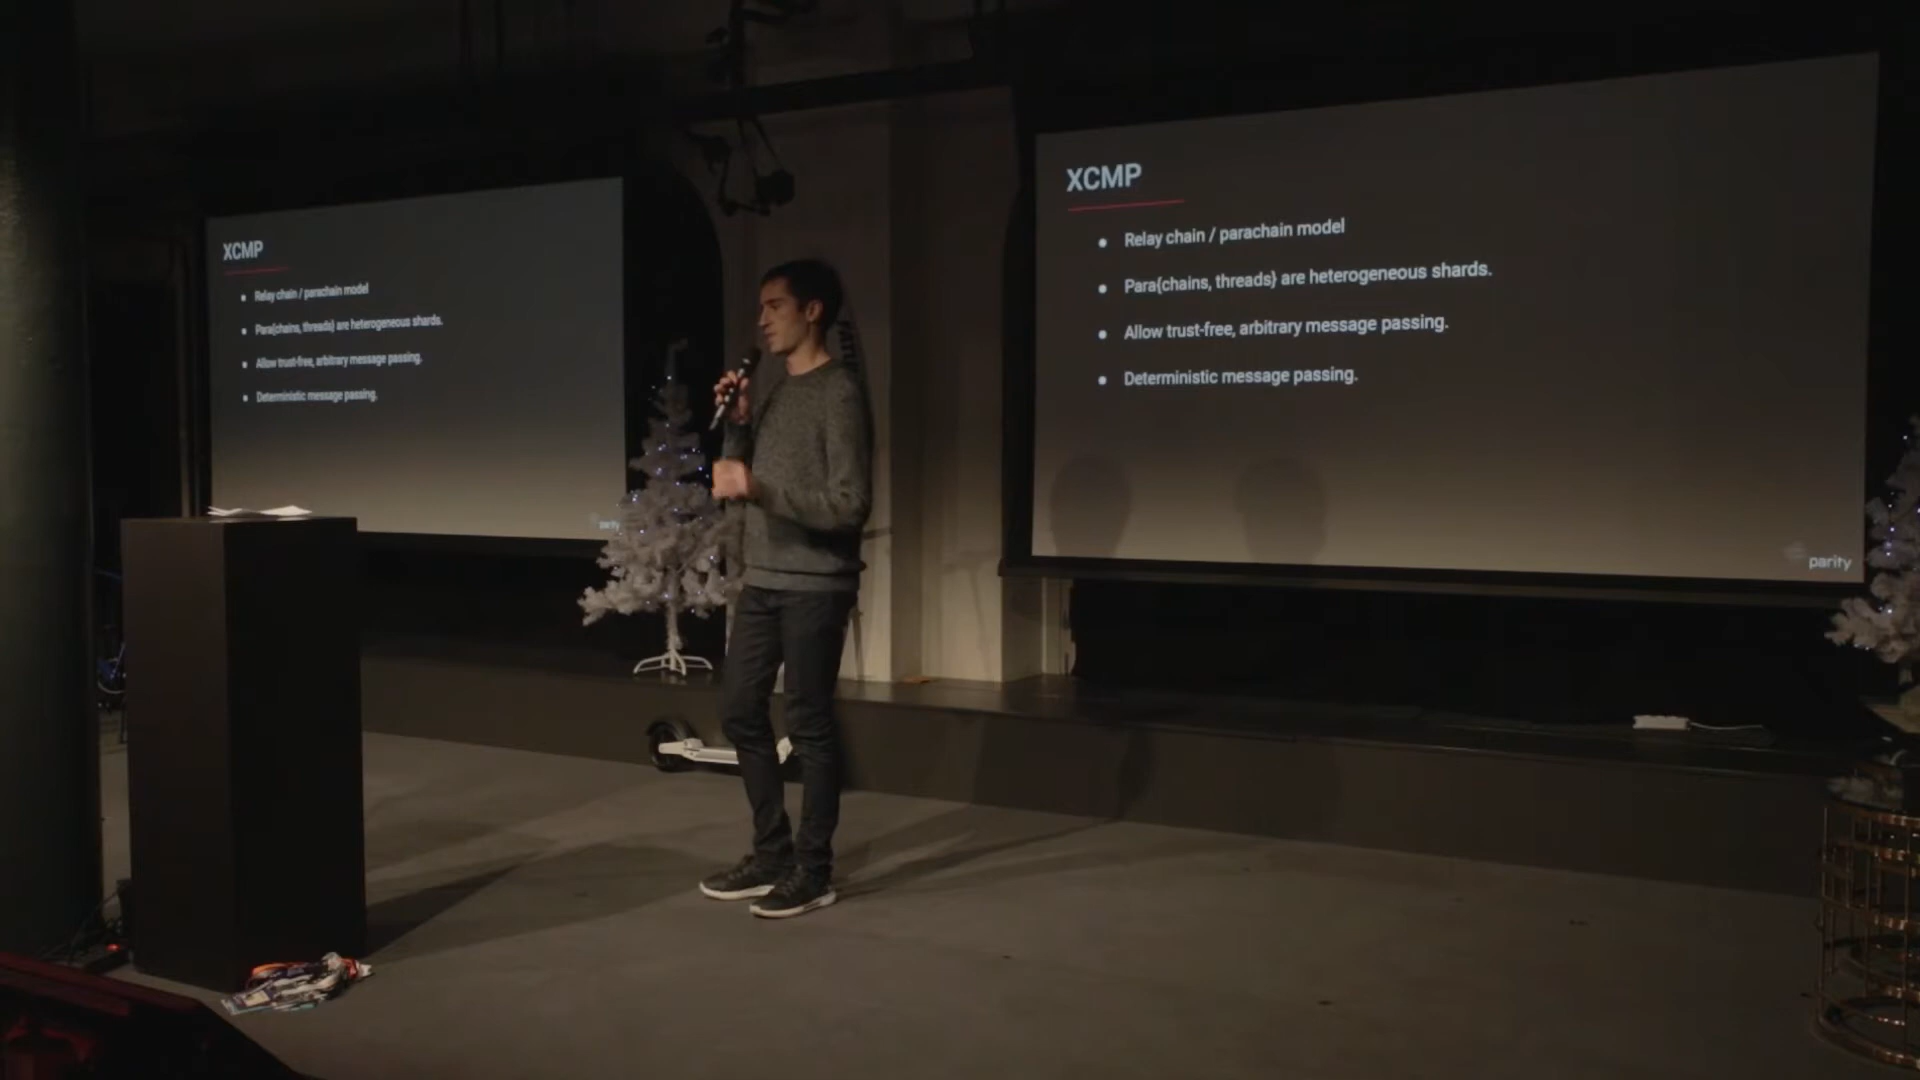 XCMP
Relay chain / parachain model
Para{chains, threads} are heterogeneous shards.
Allow trust-free, arbitrary message passing.
Deterministic message passing.
parity
XCMP
Relay chain / parachain model
Para{chains, threads} are heterogeneous shards.
Allow trust-free, arbitrary message passing.
Deterministic message passing.
parity